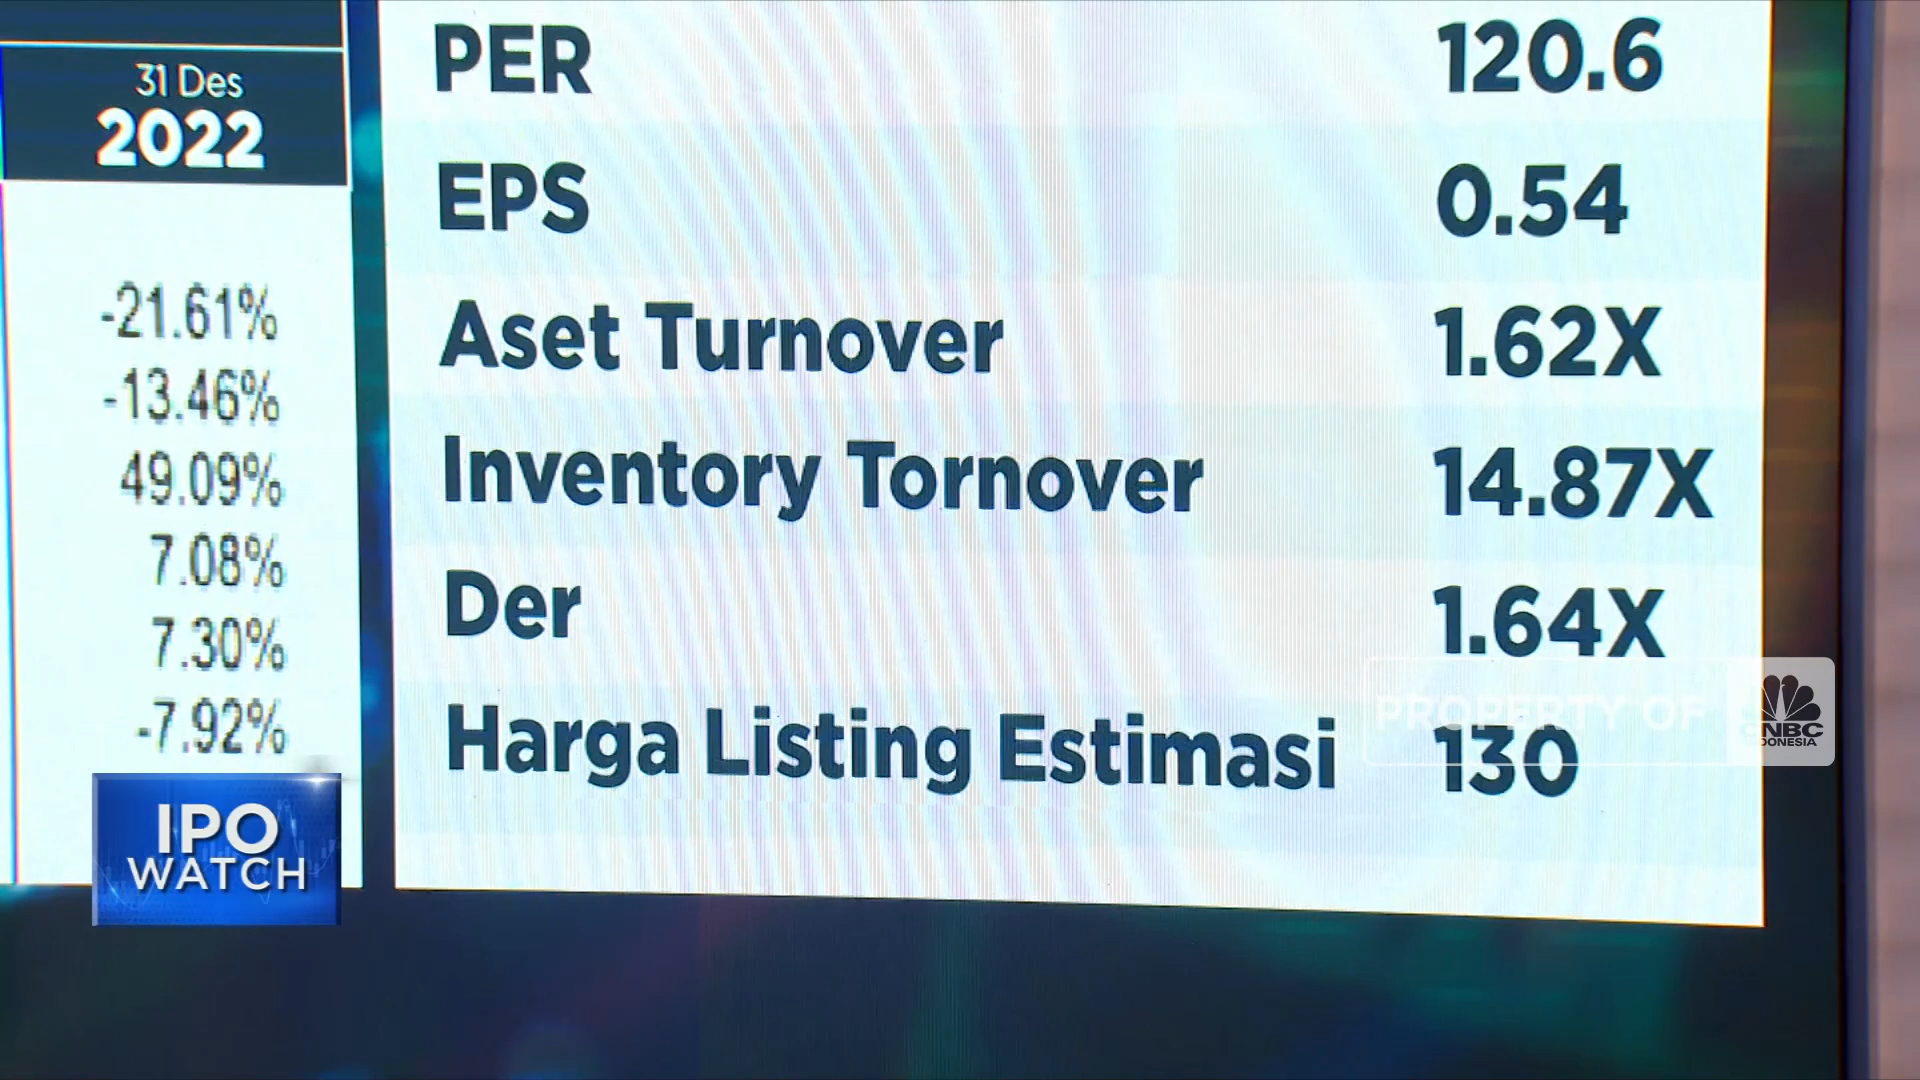 31 Des
2022
-21.61%
-13.46%
49.09%
7.08%
7.30%
-7.92%
PER 120.6
EPS 0.54
Aset Turnover 1.62X
Inventory Tornover 14.87X
Der 1.64X
Harga Listing Estimasi 130
PROPERTY OF
CNBC
INDONESIA
IPO
WATCH